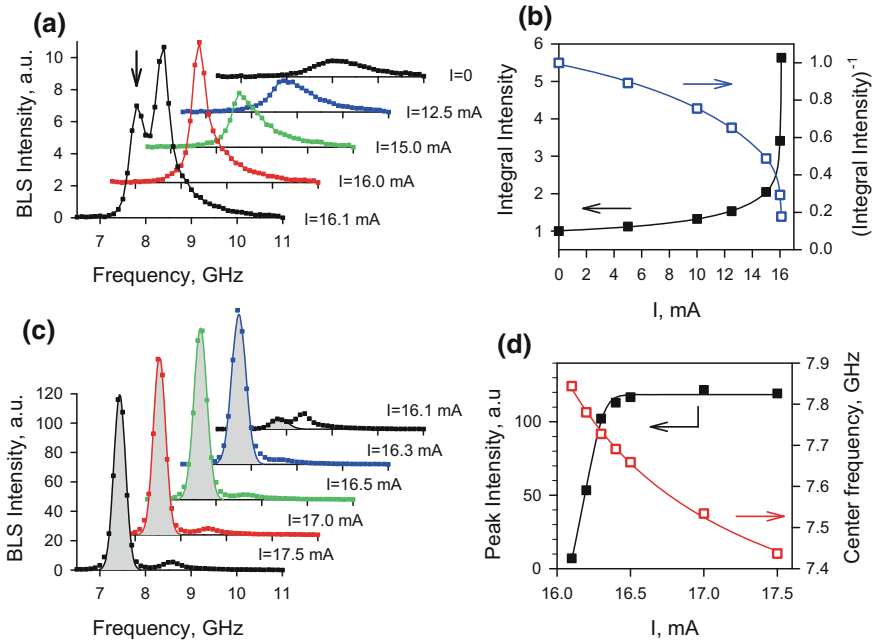 (a)
BLS Intensity, a.u.
10
8
6
4
2
0
7 8 9 10 11
Frequency, GHz
I=0
I=12.5 mA
I=15.0 mA
I=16.0 mA
I=16.1 mA
(b)
Integral Intensity
6
5
4
3
2
1
0 2 4 6 8 10 12 14 16
I, mA
1.0
0.8
0.6
0.4
0.2
0.0
(Integral Intensity)⁻¹
(c)
BLS Intensity, a.u.
120
100
80
60
40
20
0
7 8 9 10 11
Frequency, GHz
I=16.1 mA
I=16.3 mA
I=16.5 mA
I=17.0 mA
I=17.5 mA
(d)
Peak Intensity, a.u
100
50
0
16.0 16.5 17.0 17.5
I, mA
7.9
7.8
7.7
7.6
7.5
7.4
Center frequency, GHz